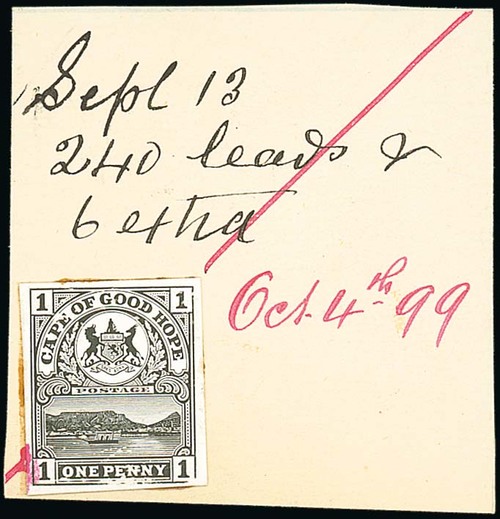 Sept 13
240 leads &
6 extra
Oct. 4th 99
1 1
CAPE OF GOOD HOPE
POSTAGE
1 ONE PENNY 1